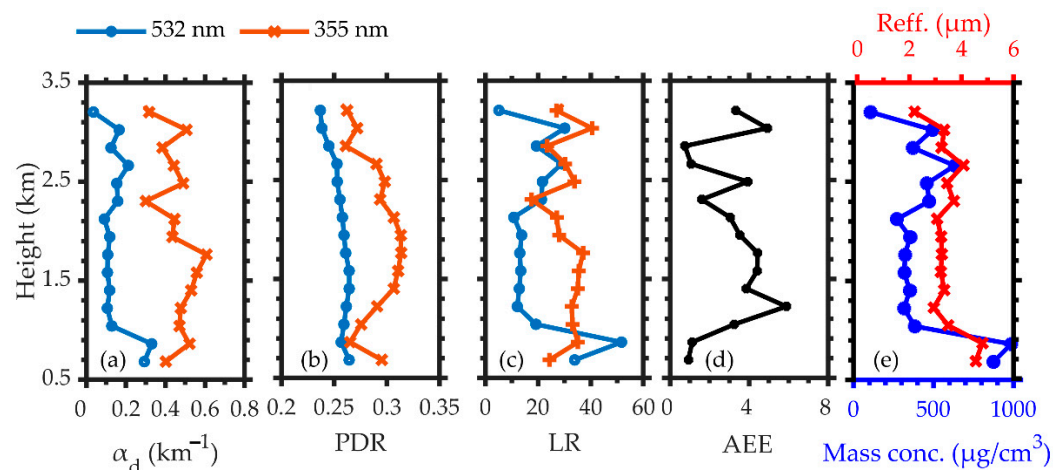 532 nm 355 nm
Reff. (μm)
0 2 4 6
3.5
2.5
1.5
0.5
Height (km)
(a) (b) (c) (d) (e)
0 0.2 0.4 0.6 0.8
0.2 0.25 0.3 0.35
0 20 40 60
0 4 8
0 500 1000
α_d (km⁻¹) PDR LR AEE Mass conc. (μg/cm³)